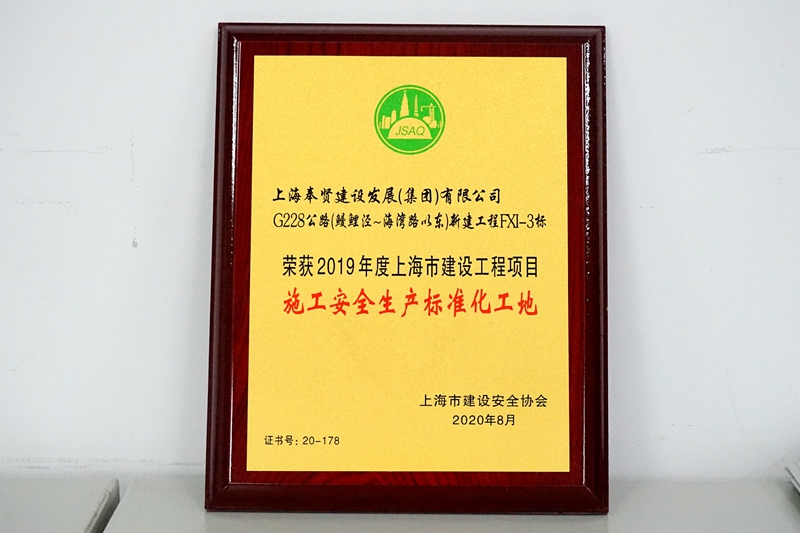 JSAQ
上海奉贤建设发展(集团)有限公司
G228公路(鳗鲤泾~海湾路以东)新建工程FX1-3标
荣获2019年度上海市建设工程项目
施工安全生产标准化工地
上海市建设安全协会
2020年8月
证书号：20-178